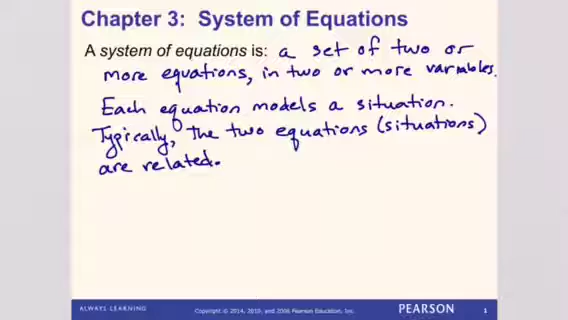 Chapter 3: System of Equations
A system of equations is: a set of two or
more equations, in two or more variables.
Each equation models a situation.
Typically, the two equations (situations)
are related.
ALWAYS LEARNING
Copyright © 2014, 2010, and 2006 Pearson Education, Inc.
PEARSON
1